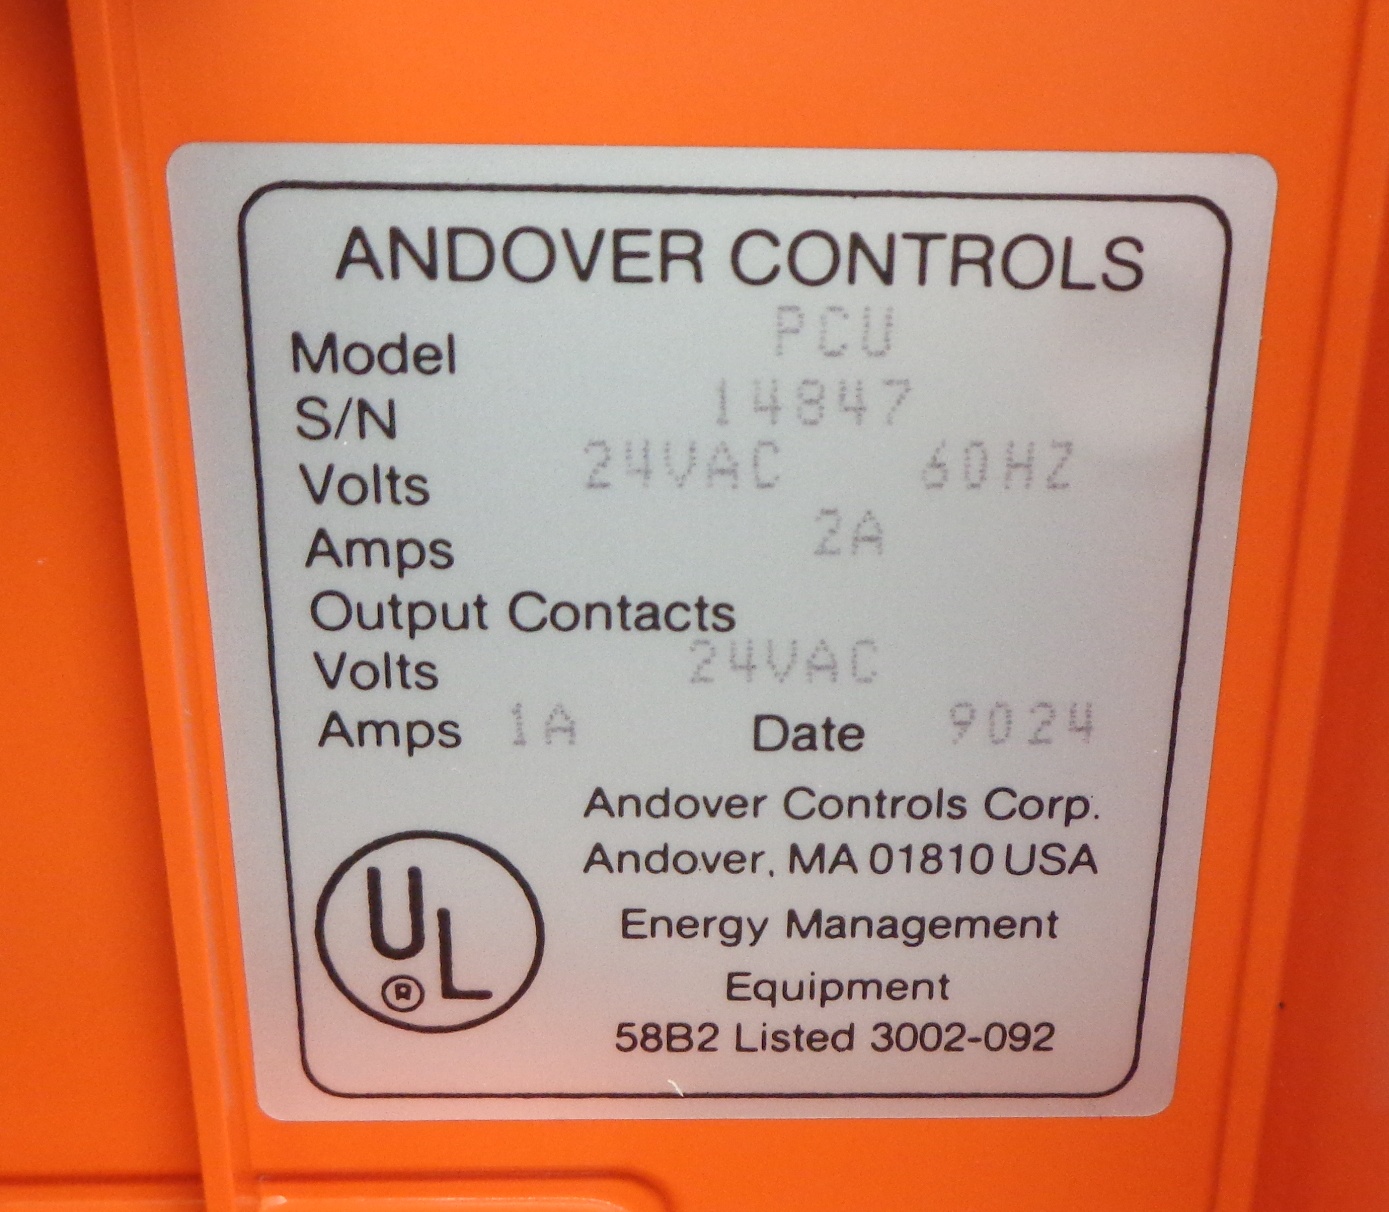 ANDOVER CONTROLS
Model PCU
S/N 14847
Volts 24VAC 60HZ
Amps 2A
Output Contacts
Volts 24VAC
Amps 1A Date 9024
Andover Controls Corp.
Andover, MA 01810 USA
Energy Management
Equipment
58B2 Listed 3002-092
UL
®